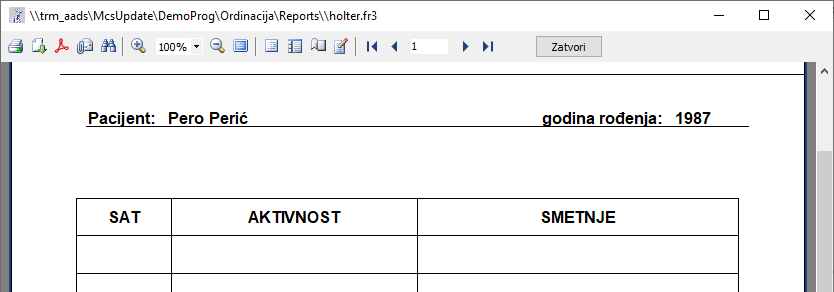 \\trm_aads\McsUpdate\DemoProg\Ordinacija\Reports\\holter.fr3
100% 1 Zatvori
Pacijent: Pero Perić godina rođenja: 1987
SAT AKTIVNOST SMETNJE